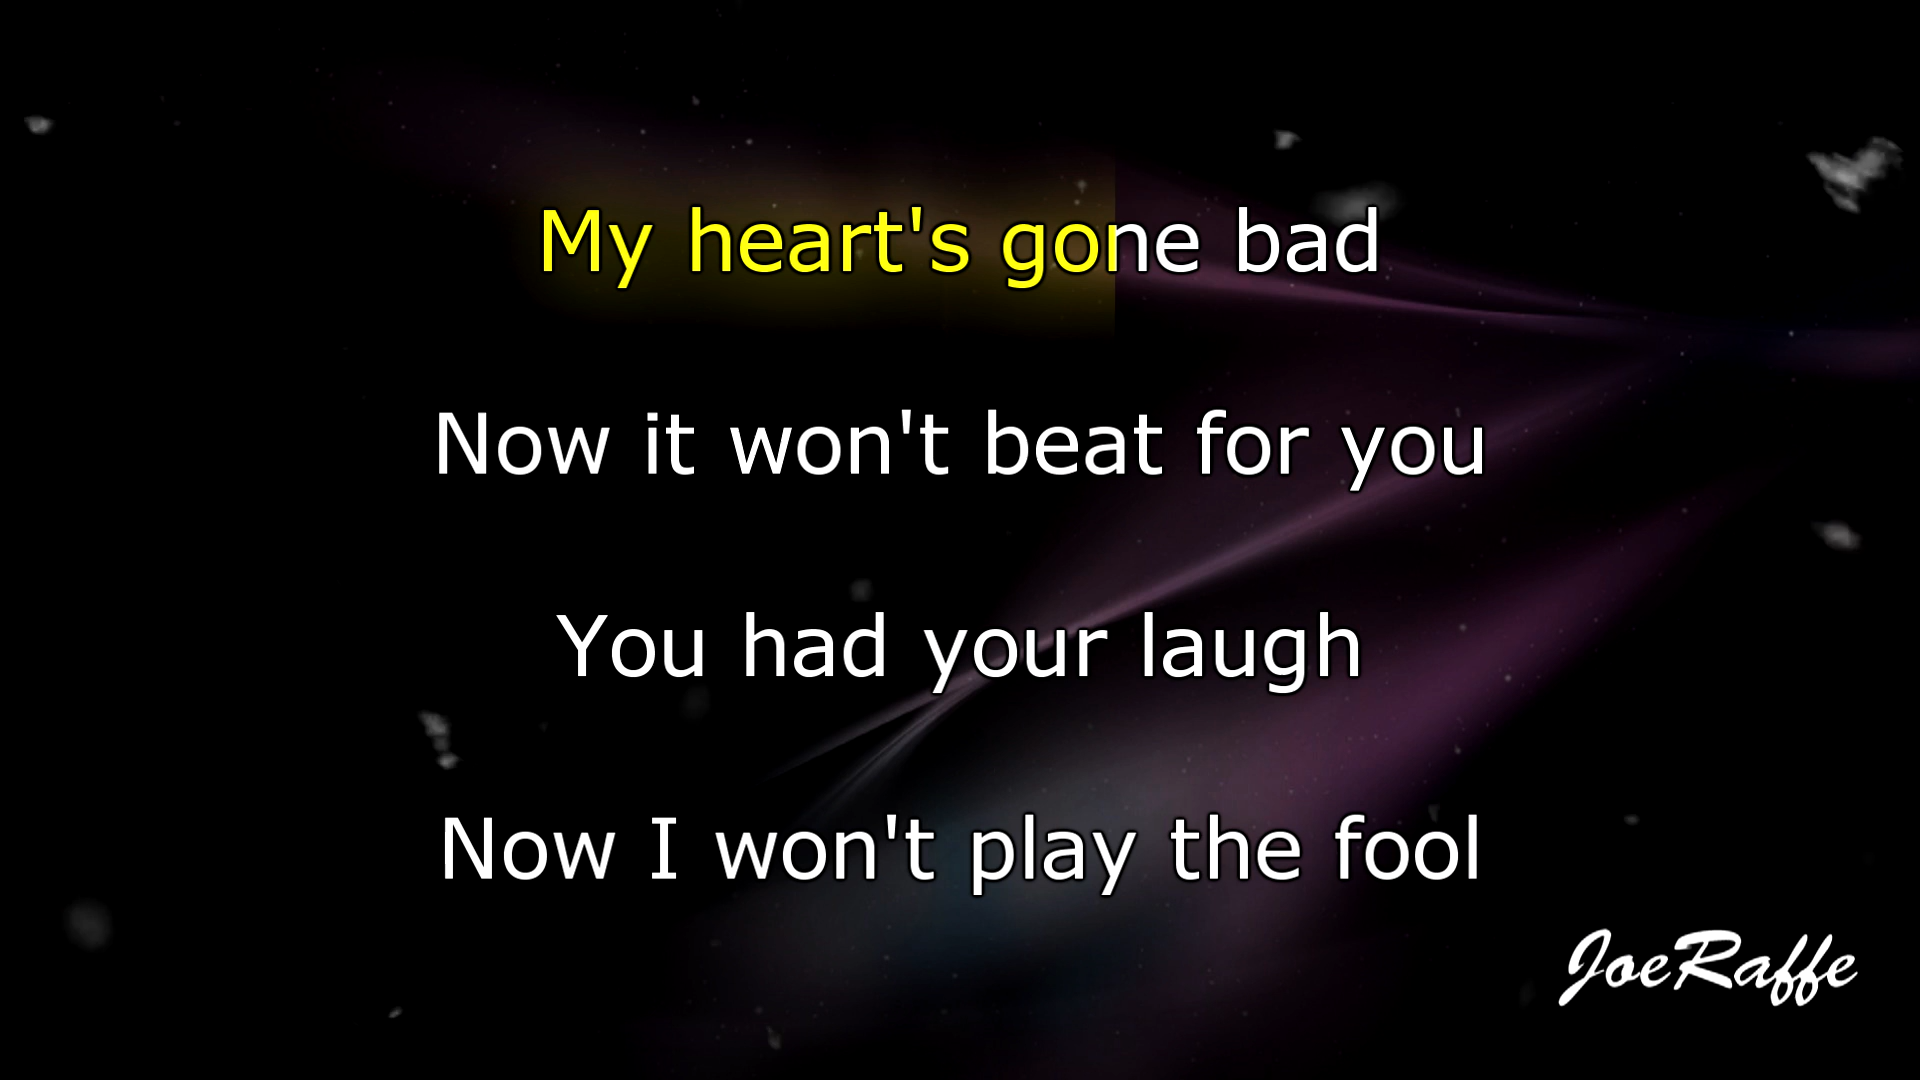 My heart's gone bad
Now it won't beat for you
You had your laugh
Now I won't play the fool
JoeRaffe